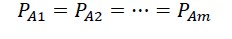 P_{A1} = P_{A2} = ⋯ = P_{Am}